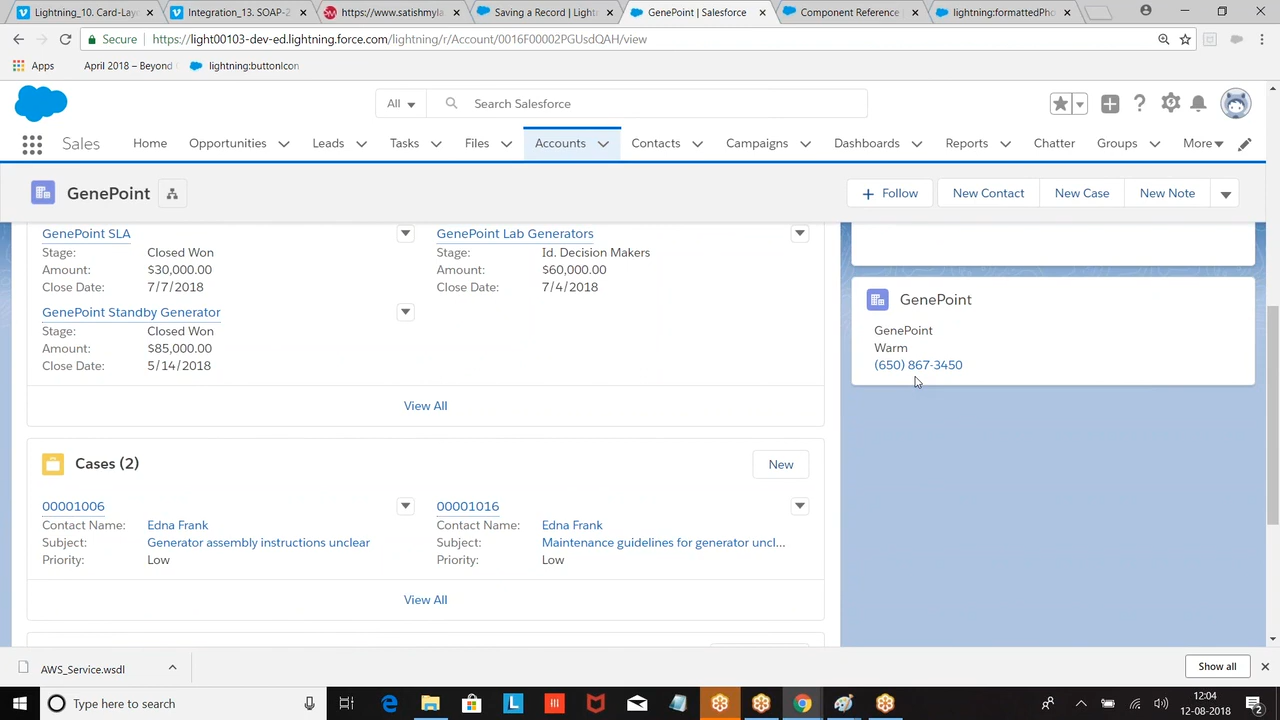 Lightning_10. Card-Laye
Integration_13. SOAP-2
https://www.satishmyla
Saving a Record | Lightn
GenePoint | Salesforce
Component Reference
lightning:formattedPho
Secure
https://light00103-dev-ed.lightning.force.com/lightning/r/Account/0016F00002PGUsdQAH/view
Apps
April 2018 – Beyond
lightning:buttonIcon
All
Search Salesforce
Sales
Home
Opportunities
Leads
Tasks
Files
Accounts
Contacts
Campaigns
Dashboards
Reports
Chatter
Groups
More
GenePoint
Follow
New Contact
New Case
New Note
GenePoint SLA
Stage: Closed Won
Amount: $30,000.00
Close Date: 7/7/2018
GenePoint Lab Generators
Stage: Id. Decision Makers
Amount: $60,000.00
Close Date: 7/4/2018
GenePoint Standby Generator
Stage: Closed Won
Amount: $85,000.00
Close Date: 5/14/2018
View All
GenePoint
GenePoint
Warm
(650) 867-3450
Cases (2)
New
00001006
Contact Name: Edna Frank
Subject: Generator assembly instructions unclear
Priority: Low
00001016
Contact Name: Edna Frank
Subject: Maintenance guidelines for generator uncl...
Priority: Low
View All
AWS_Service.wsdl
Show all
Type here to search
12:04
12-08-2018